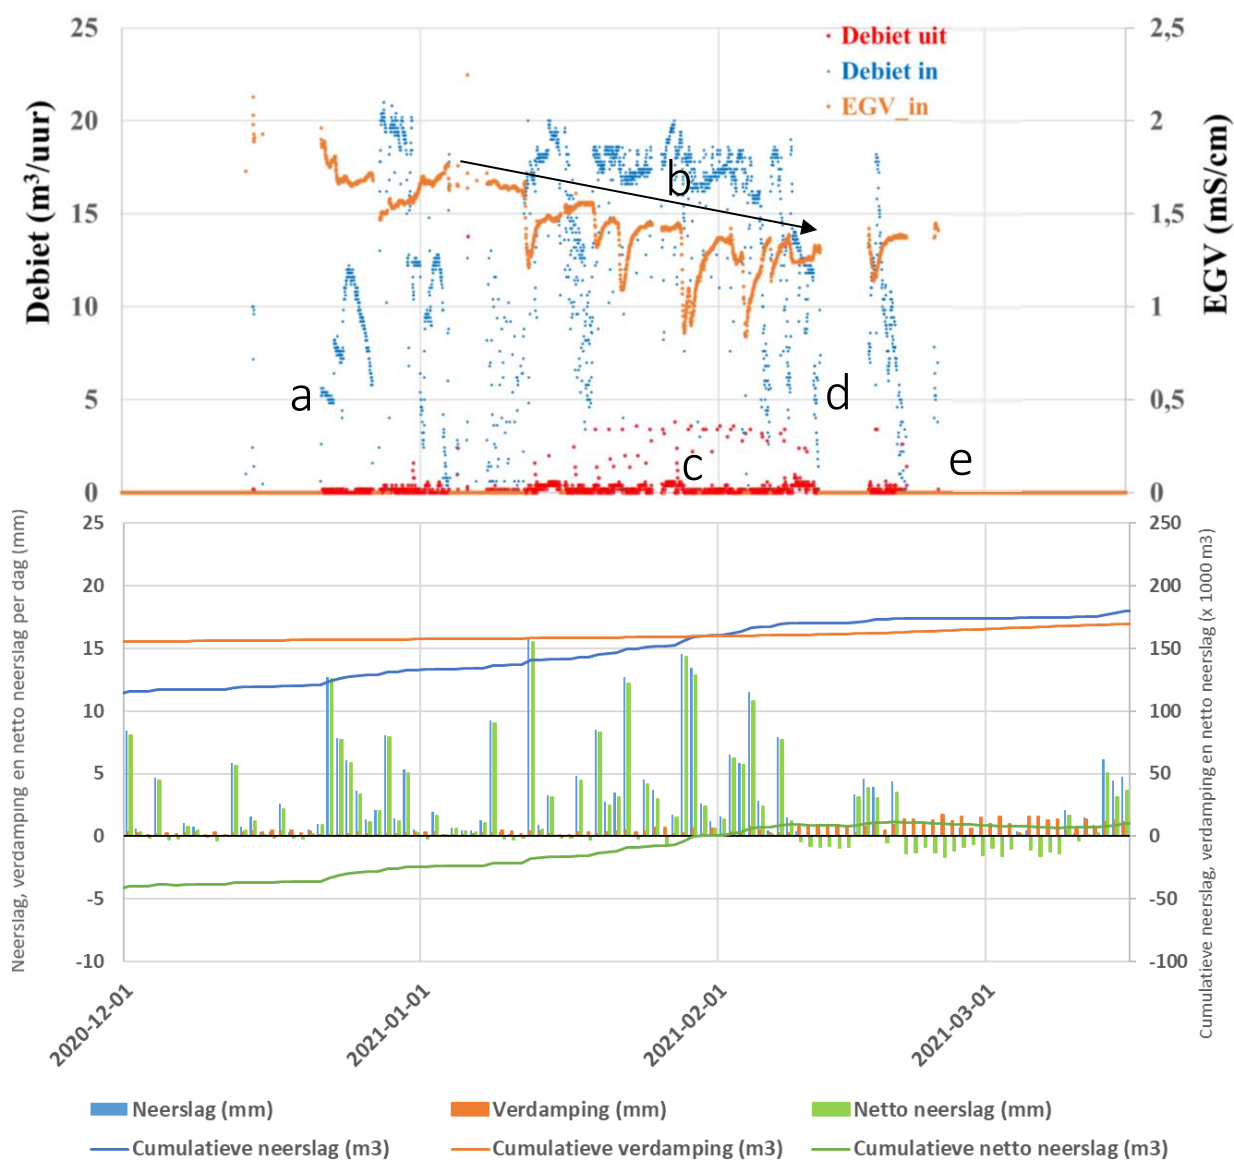 25
20
15
10
5
0
Debiet (m³/uur)
2,5
2
1,5
1
0,5
0
EGV (mS/cm)
Debiet uit
Debiet in
EGV_in
a
b
c
d
e
25
20
15
10
5
0
-5
-10
Neerslag, verdamping en netto neerslag per dag (mm)
250
200
150
100
50
0
-50
-100
Cumulatieve neerslag, verdamping en netto neerslag (x 1000 m3)
2020-12-01
2021-01-01
2021-02-01
2021-03-01
Neerslag (mm)
Verdamping (mm)
Netto neerslag (mm)
Cumulatieve neerslag (m3)
Cumulatieve verdamping (m3)
Cumulatieve netto neerslag (m3)